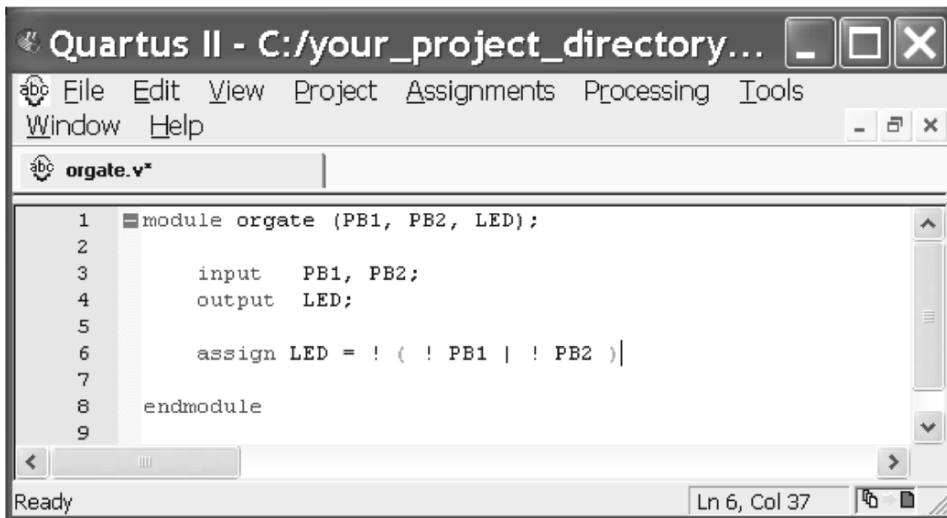 Quartus II - C:/your_project_directory...
File Edit View Project Assignments Processing Tools
Window Help
abc orgate.v*
1 module orgate (PB1, PB2, LED);
2
3 input PB1, PB2;
4 output LED;
5
6 assign LED = ! ( ! PB1 | ! PB2 )
7
8 endmodule
9
Ready Ln 6, Col 37